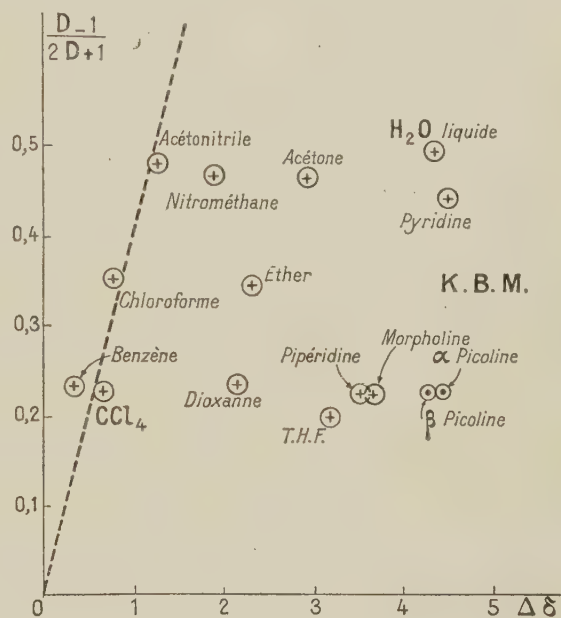 D-1
2D+1
Acétonitrile
H₂O liquide
0,5
Acétone
Nitrométhane
Pyridine
0,4
Ether
K.B.M.
Chloroforme
0,3
Morpholine
Benzène
Pipéridine
α Picoline
0,2
CCl₄
Dioxanne
T.H.F.
β Picoline
0,1
0 1 2 3 4 5 Δ δ